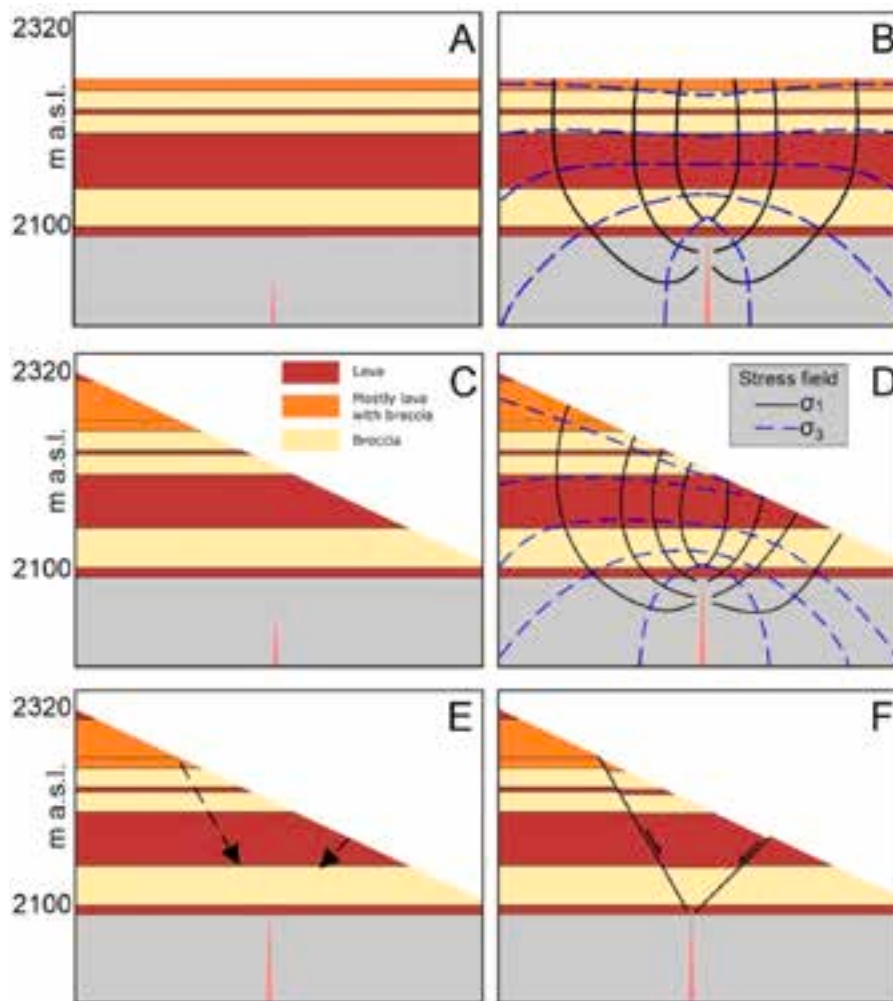 2320
A
B
m a.s.l.
2100
2320
C
Lava
Mostly lava
with breccia
Breccia
D
Stress field
σ1
σ3
m a.s.l.
2100
2320
E
F
m a.s.l.
2100